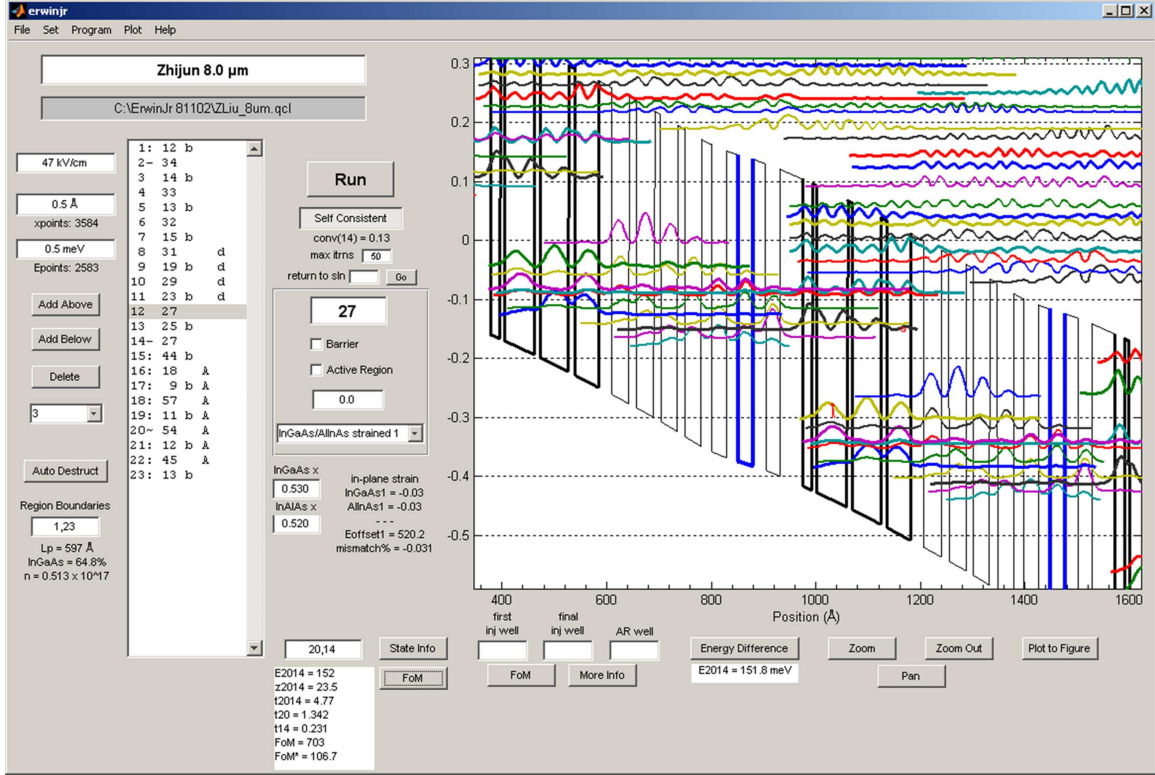 erwinjr
File Set Program Plot Help
Zhijun 8.0 µm
C:\ErwinJr 81102\ZLiu_8um.qcl
47 kV/cm
0.5 Å
xpoints: 3584
0.5 meV
Epoints: 2583
Add Above
Add Below
Delete
3
Auto Destruct
Region Boundaries
1,23
Lp = 597 Å
InGaAs = 64.8%
n = 0.513 x 10^17
1: 12 b
2~ 34
3 14 b
4 33
5 13 b
6 32
7 15 b
8 31 d
9 19 b d
10 29 d
11 23 b d
12 27
13 25 b
14~ 27
15: 44 b
16: 18 Å
17: 9 b Å
18: 57 Å
19: 11 b Å
20~ 54 Å
21: 12 b Å
22: 45 Å
23: 13 b
Run
Self Consistent
conv(14) = 0.13
max itrns 50
return to sln Go
27
Barrier
Active Region
0.0
InGaAs/AlInAs strained 1
InGaAs x
0.530
InAlAs x
0.520
in-plane strain
InGaAs1 = -0.03
AlInAs1 = -0.03
- - -
Eoffset1 = 520.2
mismatch% = -0.031
20,14
State Info
FoM
E2014 = 152
z2014 = 23.5
t2014 = 4.77
t20 = 1.342
t14 = 0.231
FoM = 703
FoM* = 106.7
0.3
0.2
0.1
0
-0.1
-0.2
-0.3
-0.4
-0.5
400 600 800 1000 1200 1400 1600
Position (Å)
first inj well
final inj well
AR well
FoM
More Info
Energy Difference
E2014 = 151.8 meV
Zoom
Zoom Out
Pan
Plot to Figure